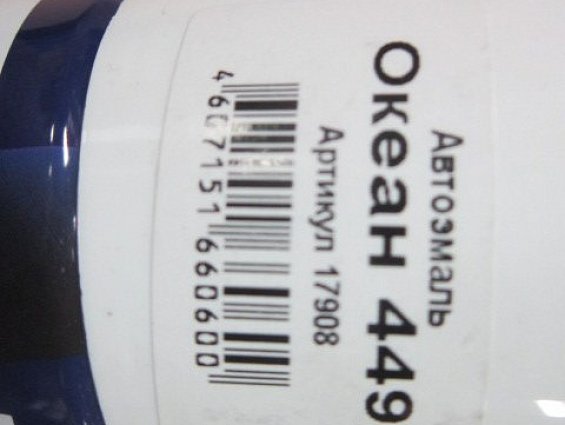 Автоэмаль
Океан 449
Артикул 17908
4 607151 660600